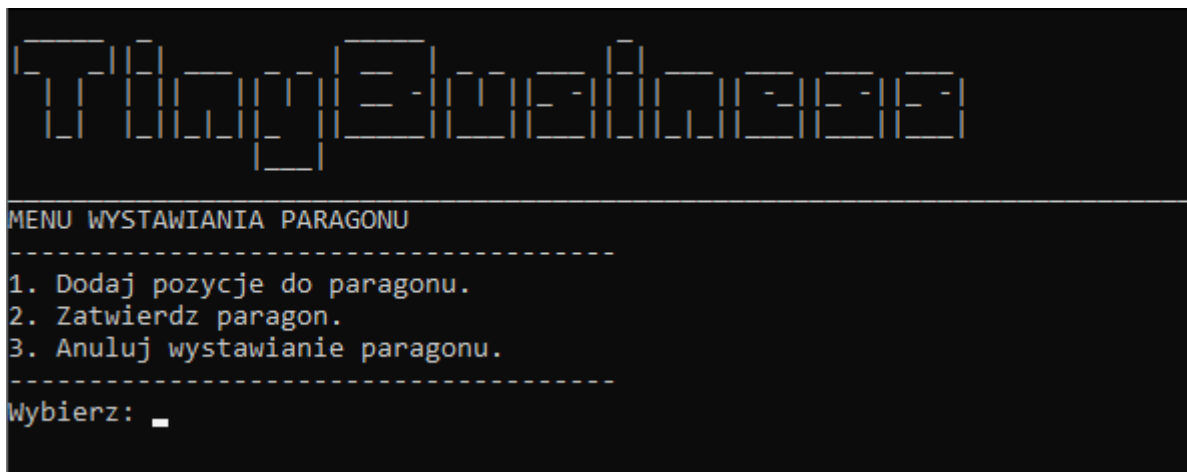 TinyBusiness
MENU WYSTAWIANIA PARAGONU
--------------------------------------
1. Dodaj pozycje do paragonu.
2. Zatwierdz paragon.
3. Anuluj wystawianie paragonu.
--------------------------------------
Wybierz: